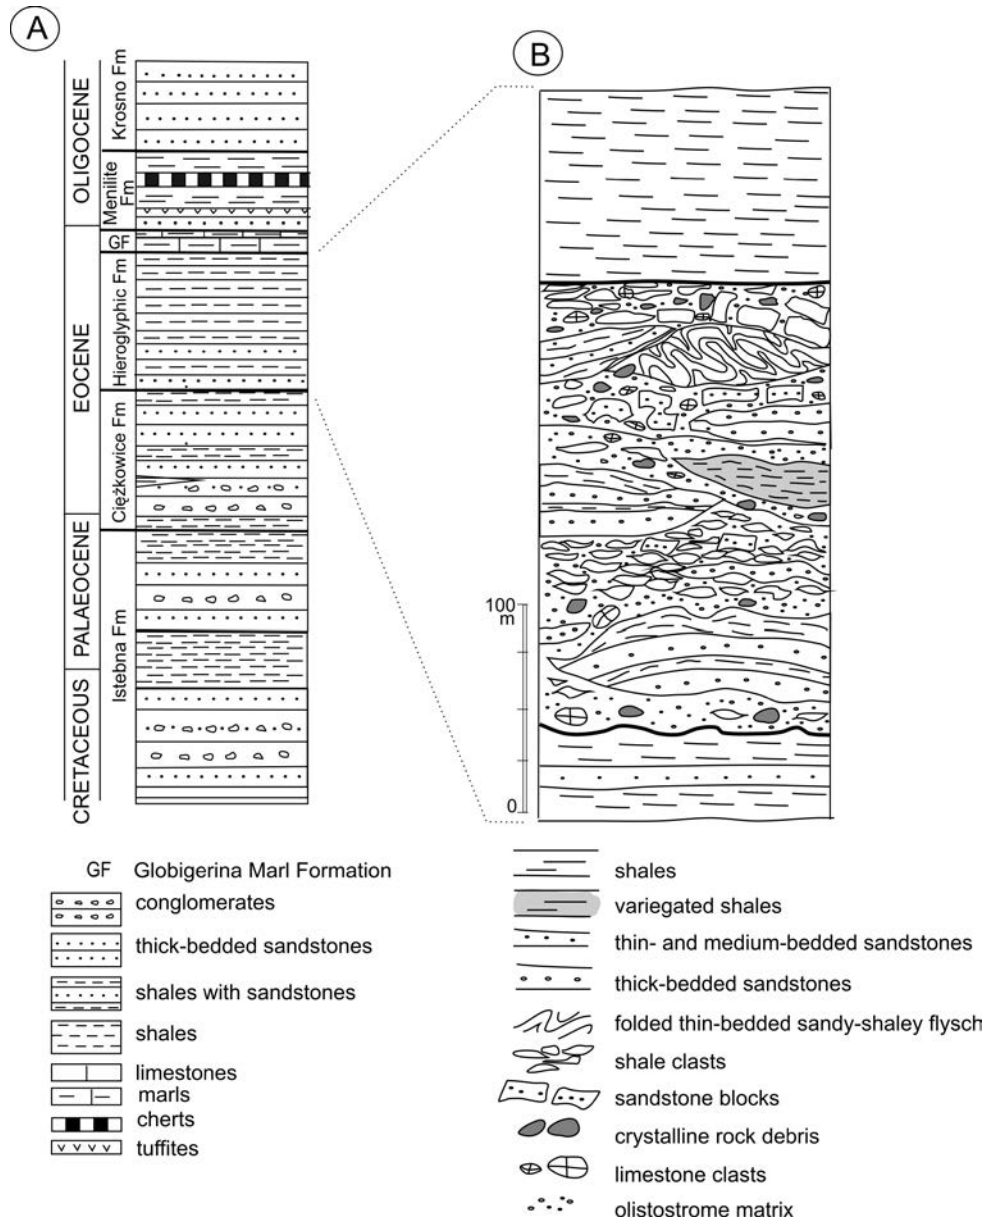 A
B
OLIGOCENE
EOCENE
PALAEOCENE
CRETACEOUS
Krosno Fm
Menilite
Fm
GF
Hieroglyphic Fm
Ciężkowice Fm
Istebna Fm
100
m
0
GF Globigerina Marl Formation
conglomerates
thick-bedded sandstones
shales with sandstones
shales
limestones
marls
cherts
tuffites
shales
variegated shales
thin- and medium-bedded sandstones
thick-bedded sandstones
folded thin-bedded sandy-shaley flysch
shale clasts
sandstone blocks
crystalline rock debris
limestone clasts
olistostrome matrix